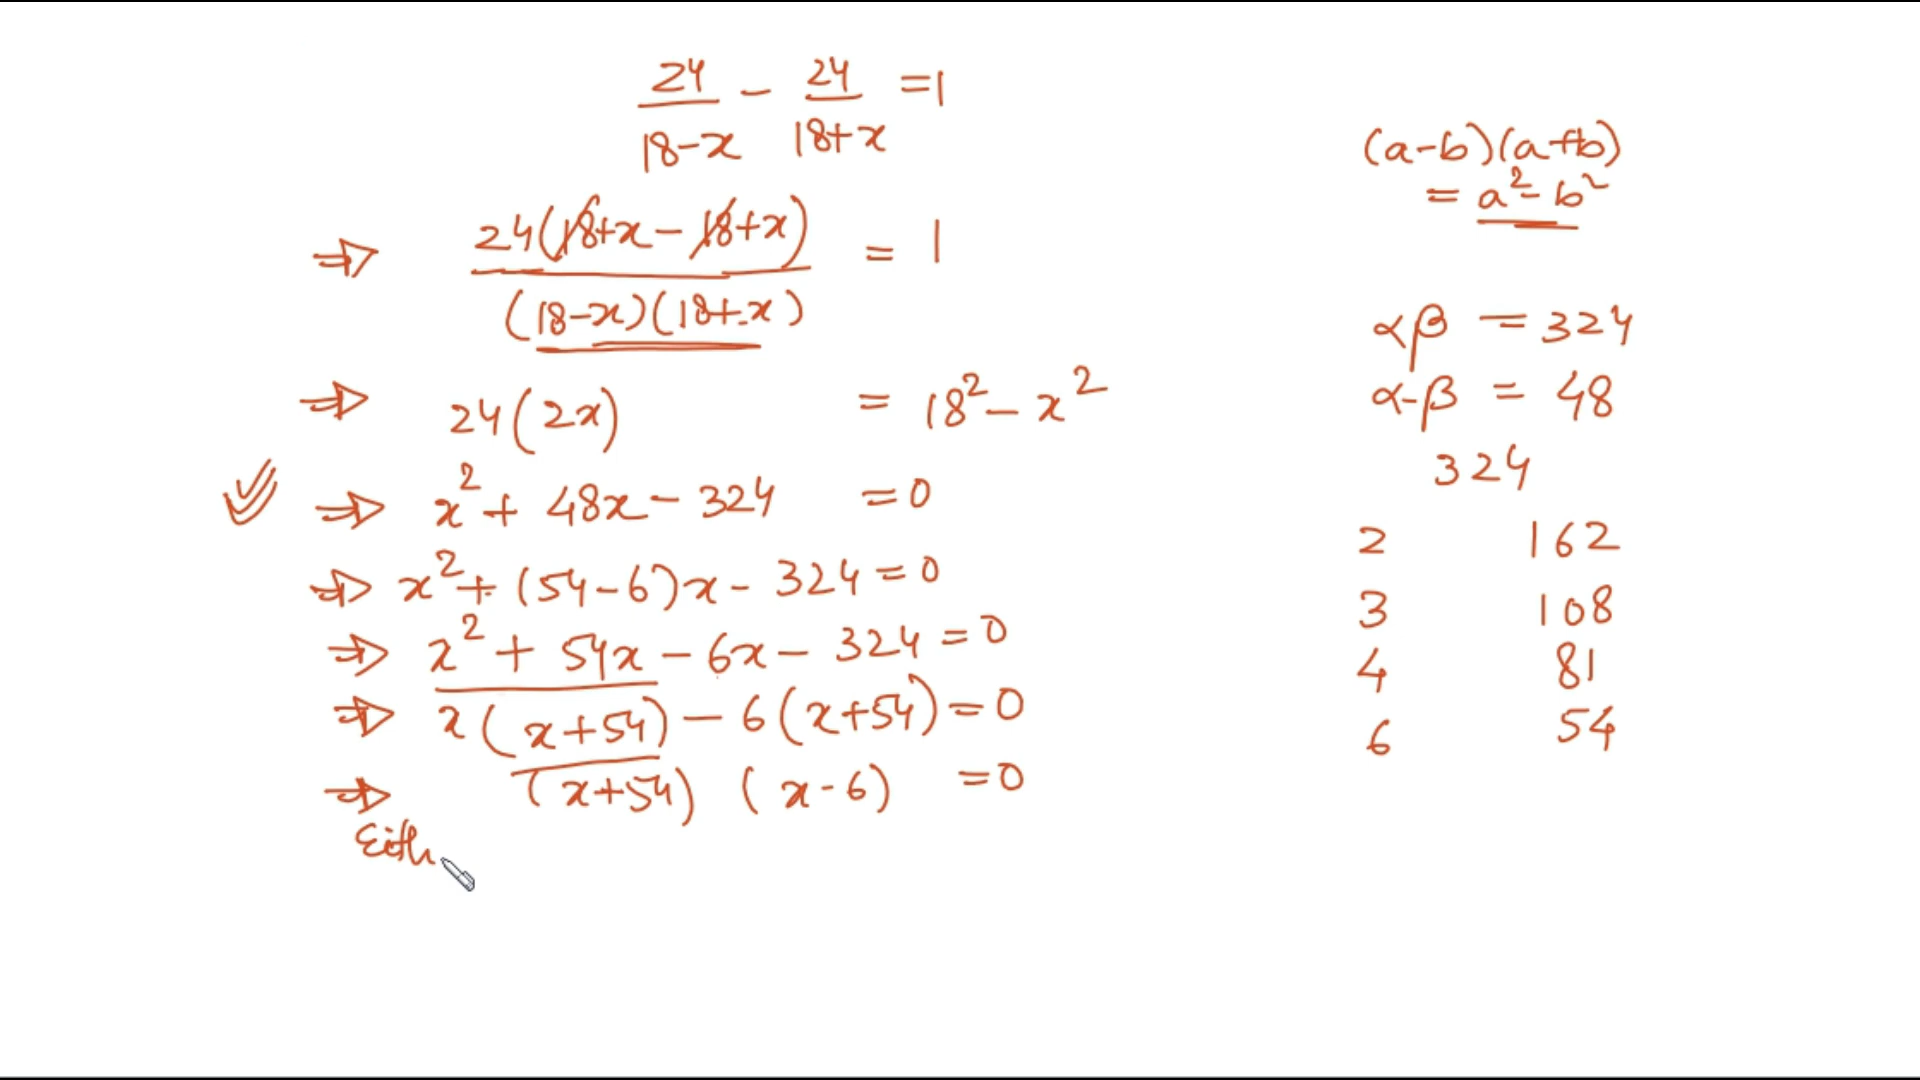 24/(18-x) - 24/(18+x) = 1
⇒ 24(18+x-18+x)/((18-x)(18+x)) = 1
⇒ 24(2x) = 18² - x²
⇒ x² + 48x - 324 = 0
⇒ x² + (54-6)x - 324 = 0
⇒ x² + 54x - 6x - 324 = 0
⇒ x(x+54) - 6(x+54) = 0
⇒ (x+54) (x-6) = 0
Eith
(a-b)(a+b)
= a² - b²
αβ = 324
α-β = 48
324
2 162
3 108
4 81
6 54